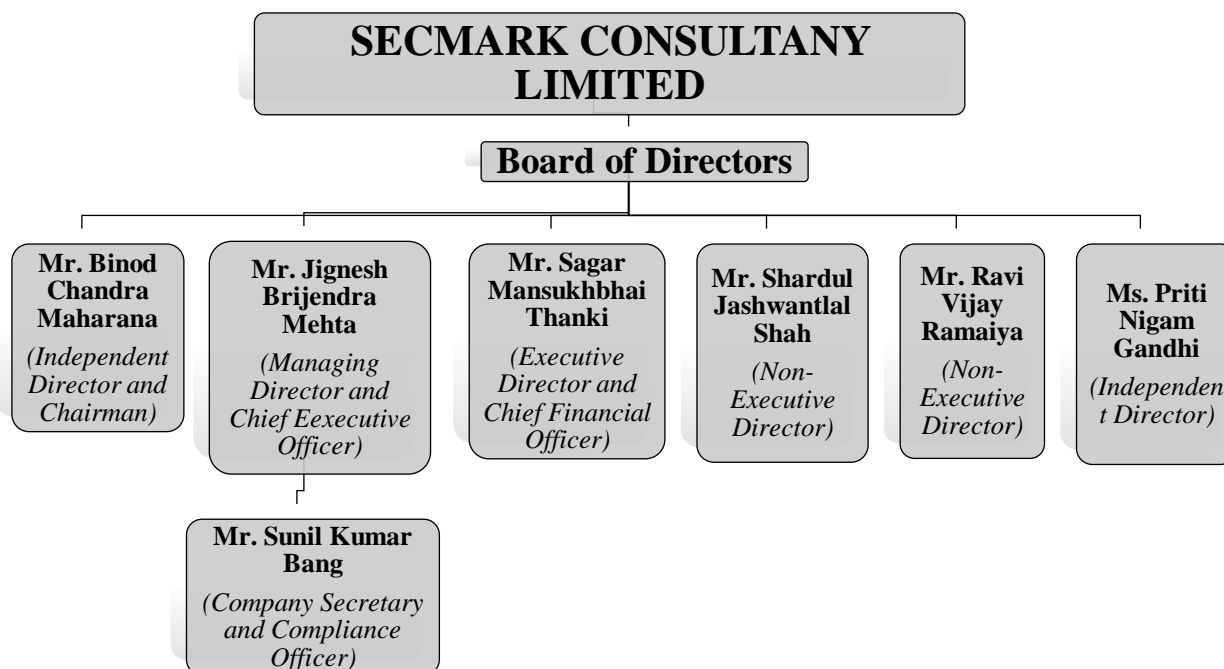 SECMARK CONSULTANY
LIMITED
Board of Directors
Mr. Binod
Chandra
Maharana
(Independent
Director and
Chairman)
Mr. Jignesh
Brijendra
Mehta
(Managing
Director and
Chief Eexecutive
Officer)
Mr. Sagar
Mansukhbhai
Thanki
(Executive
Director and
Chief Financial
Officer)
Mr. Shardul
Jashwantlal
Shah
(Non-
Executive
Director)
Mr. Ravi
Vijay
Ramaiya
(Non-
Executive
Director)
Ms. Priti
Nigam
Gandhi
(Independen
t Director)
Mr. Sunil Kumar
Bang
(Company Secretary
and Compliance
Officer)